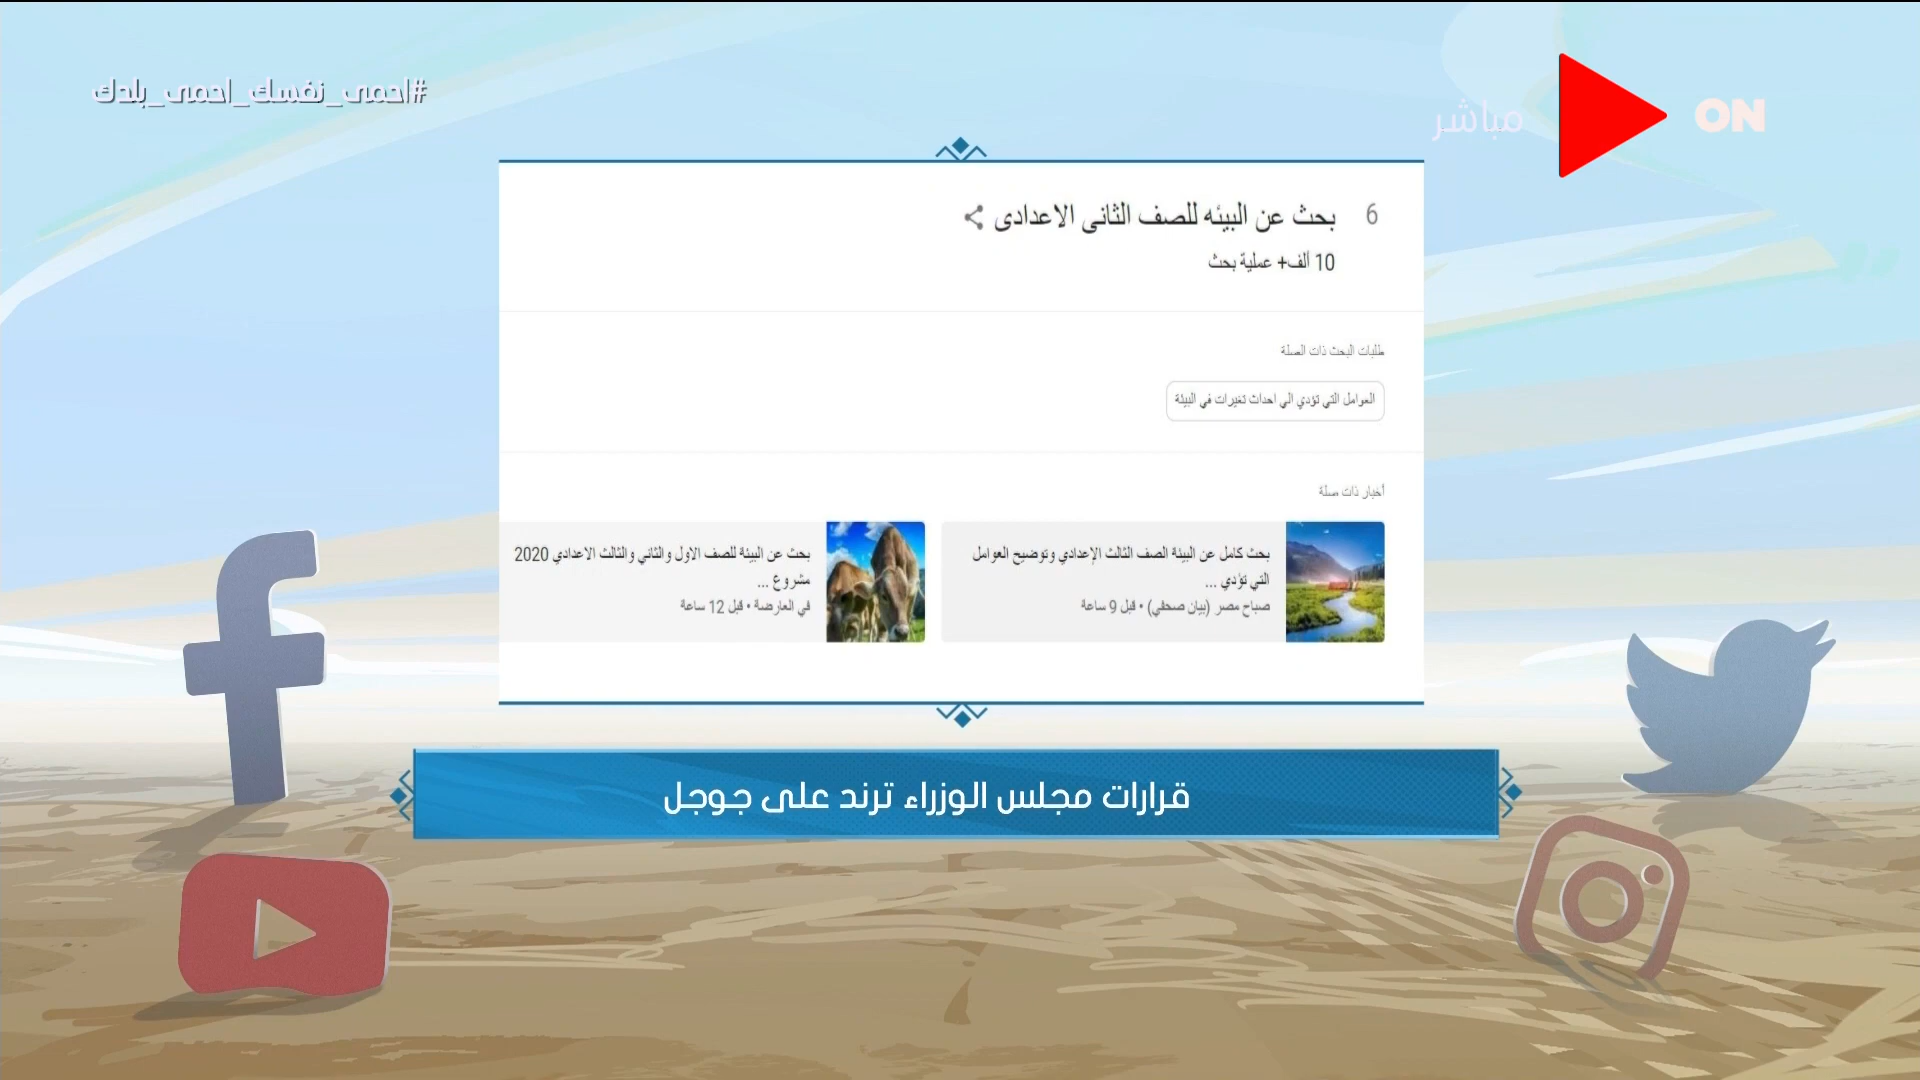 #احمى_نفسك_احمى_بلدك
مباشر
ON
6 بحث عن البيئه للصف الثانى الاعدادى
10 ألف+ عملية بحث
طلبات البحث ذات الصلة
العوامل التي تؤدي الي احداث تغيرات في البيئة
أخبار ذات صلة
بحث كامل عن البيئة الصف الثالث الإعدادي وتوضيح العوامل
التي تؤدي ...
صباح مصر (بيان صحفي) • قبل 9 ساعة
بحث عن البيئة للصف الاول والثاني والثالث الاعدادي 2020
مشروع ...
في العارضة • قبل 12 ساعة
قرارات مجلس الوزراء ترند على جوجل